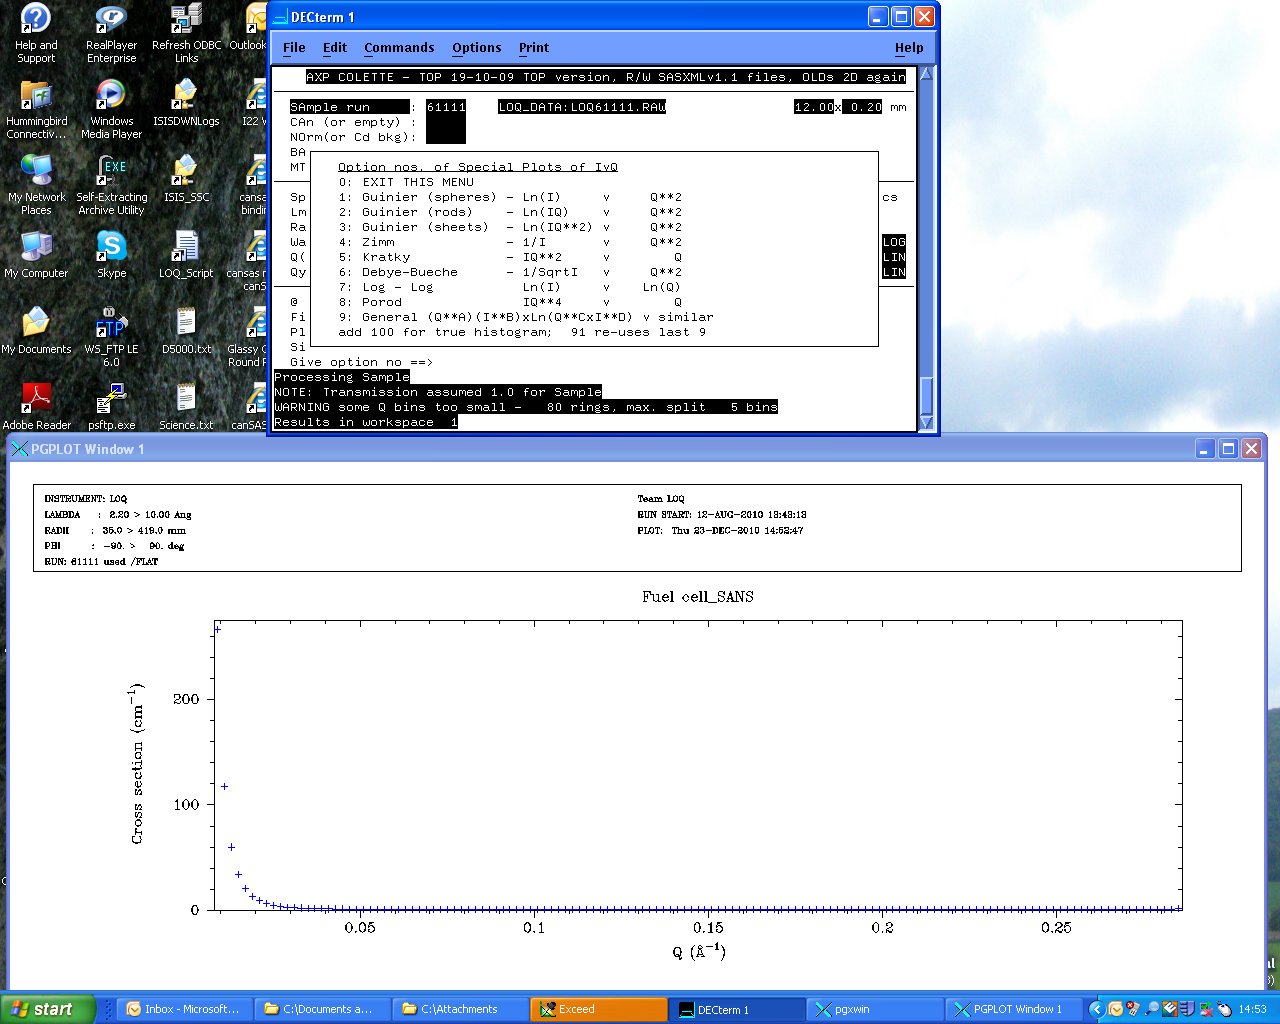 Help and Support
RealPlayer Enterprise
Refresh ODBC Links
Outlook
Hummingbird Connectiv...
Windows Media Player
ISISDWNLogs
I22
My Network Places
Self-Extracting Archive Utility
ISIS_SSC
cansa bindin
My Computer
Skype
LOQ_Script
cansas canS
My Documents
WS_FTP LE 6.0
D5000.txt
Glassy Round
Adobe Reader
psftp.exe
Science.txt
canSAS
DECterm 1
File Edit Commands Options Print Help
AXP COLETTE - TOP 19-10-09 TOP version, R/W SASXMLv1.1 files, OLDs 2D again
SAmple run : 61111 LOQ_DATA:LOQ61111.RAW 12.00x 0.20 mm
CAn (or empty) :
NOrm(or Cd bkg):
BA
MT
Option nos. of Special Plots of IvQ
0: EXIT THIS MENU
Sp 1: Guinier (spheres) - Ln(I) v Q**2 cs
Lm 2: Guinier (rods) - Ln(IQ) v Q**2
Ra 3: Guinier (sheets) - Ln(IQ**2) v Q**2
Wa 4: Zimm - 1/I v Q**2 LOG
Q( 5: Kratky - IQ**2 v Q LIN
Qy 6: Debye-Bueche - 1/SqrtI v Q**2 LIN
7: Log - Log Ln(I) v Ln(Q)
@ 8: Porod IQ**4 v Q
Fi 9: General (Q**A)(I**B)xLn(Q**CxI**D) v similar
Pl add 100 for true histogram; 91 re-uses last 9
Si
Give option no ==>
Processing Sample
NOTE: Transmission assumed 1.0 for Sample
WARNING some Q bins too small - 80 rings, max. split 5 bins
Results in workspace 1
PGPLOT Window 1
INSTRUMENT: LOQ Team LOQ
LAMBDA : 2.20 > 10.00 Ang RUN START: 12-AUG-2010 13:43:13
RADII : 35.0 > 419.0 mm PLOT: Thu 23-DEC-2010 14:52:47
PHI : -90. > 90. deg
RUN: 61111 used /FLAT
Fuel cell_SANS
Cross section (cm⁻¹)
200
100
0
0.05 0.1 0.15 0.2 0.25
Q (Å⁻¹)
start
Inbox - Microsoft...
C:\Documents a...
C:\Attachments
Exceed
DECterm 1
pgxwin
PGPLOT Window 1
14:53